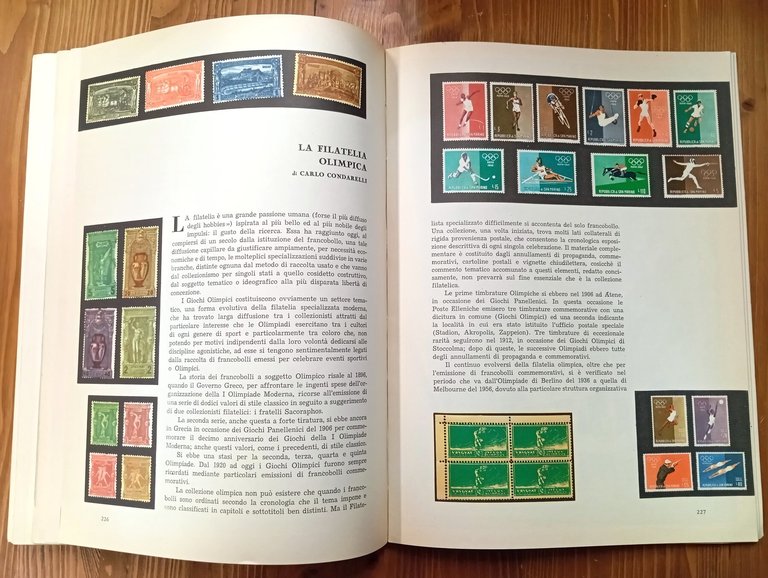 LA FILATELIA
OLIMPICA
di CARLO CONDARELLI
LA filatelia è una grande passione umana (forse il più diffuso
degli hobbies») ispirata al più bello ed al più nobile degli
impulsi: il gusto della ricerca. Essa ha raggiunto oggi, al
compiersi di un secolo dalla istituzione del francobollo, una tale
diffusione capillare da giustificare ampiamente, per motivi eco-
nomiche e di tempo, le molteplici specializzazioni suddivise in varie
branche, distinte ognuna dal metodo di raccolta usato e che vanno
dal collezionismo per singoli stati a quello cosidetto costruttivo,
dal soggetto tematico o ideografico alla più disparata libertà di
concezione.
I Giochi Olimpici costituiscono ovviamente un settore tema-
tico, una forma evolutiva della filatelia specializzata moderna,
che ha trovato larga diffusione tra i collezionisti attratti dal
particolare interesse che le Olimpiadi esercitano tra i cultori
di ogni genere di sport e particolarmente tra coloro che, non
potendo per motivi indipendenti dalla loro volontà dedicarsi alle
discipline agonistiche, ad esse si tengono sentimentalmente legati
dalla raccolta di francobolli emessi per celebrare eventi sportivi
e Olimpici.
La storia dei francobolli a soggetto Olimpico risale al 1896,
quando il Governo Greco, per affrontare le ingenti spese dell'or-
ganizzazione della I Olimpiade Moderna, ricorse all'emissione di
una serie di dodici valori di stile classico in seguito a suggerimento
di due collezionisti filatelici: i fratelli Sacoraphos.
La seconda serie, anche questa a forte tiratura, si ebbe ancora
in Grecia in occasione dei Giochi Panellenici del 1906 per com-
memorare il decimo anniversario dei Giochi della I Olimpiade
Moderna; anche questi valori, come i precedenti, di stile classico.
Si ebbe una stasi per la seconda, terza, quarta e quinta
Olimpiade. Dal 1920 ad oggi i Giochi Olimpici furono sempre
ricordati mediante particolari emissioni di francobolli comme-
morativi.
La collezione olimpica non può esistere che quando i franco-
bolli sono ordinati secondo la cronologia che il tema impone e
sono classificati in capitoli e sottotitoli ben distinti. Ma il Filate-
226
REPUBBLICA DI SAN MARINO
REPUBBLICA DI SAN MARINO
REPUBBLICA DI SAN MARINO
REPUBBLICA DI SAN MARINO
lista specializzato difficilmente si accontenta del solo francobollo.
Una collezione, una volta iniziata, trova molti lati collaterali di
rigida provenienza postale, che consentono la cronologica esposi-
zione descrittiva di ogni singola celebrazione. Il materiale comple-
mentare è costituito dagli annullamenti di propaganda, comme-
morativi, cartoline postali e vignette chiudilettera, cosicchè il
commento tematico accomunato a questi elementi, redatto conci-
samente, non prevarrà sul fine essenziale che è la collezione
filatelica.
Le prime timbrature Olimpiche si ebbero nel 1906 ad Atene,
in occasione dei Giochi Panellenici. In questa occasione le
Poste Elleniche emisero tre timbrature commemorative con una
dicitura in comune (Giochi Olimpici) ed una seconda indicante
la località in cui era stato istituito l'ufficio postale speciale
(Stadion, Akropolis, Zappeion). Tre timbrature di eccezionale
rarità seguirono nel 1912, in occasione dei Giochi Olimpici di
Stoccolma; dopo di queste, le successive Olimpiadi ebbero tutte
degli annullamenti di propaganda e commemorativi.
Il continuo evolversi della filatelia olimpica, oltre che per
l'emissione di francobolli commemorativi, si è verificato nel
periodo che va dall'Olimpiade di Berlino del 1936 a quella di
Melbourne del 1956, dovuto alla particolare struttura organizzativa
227